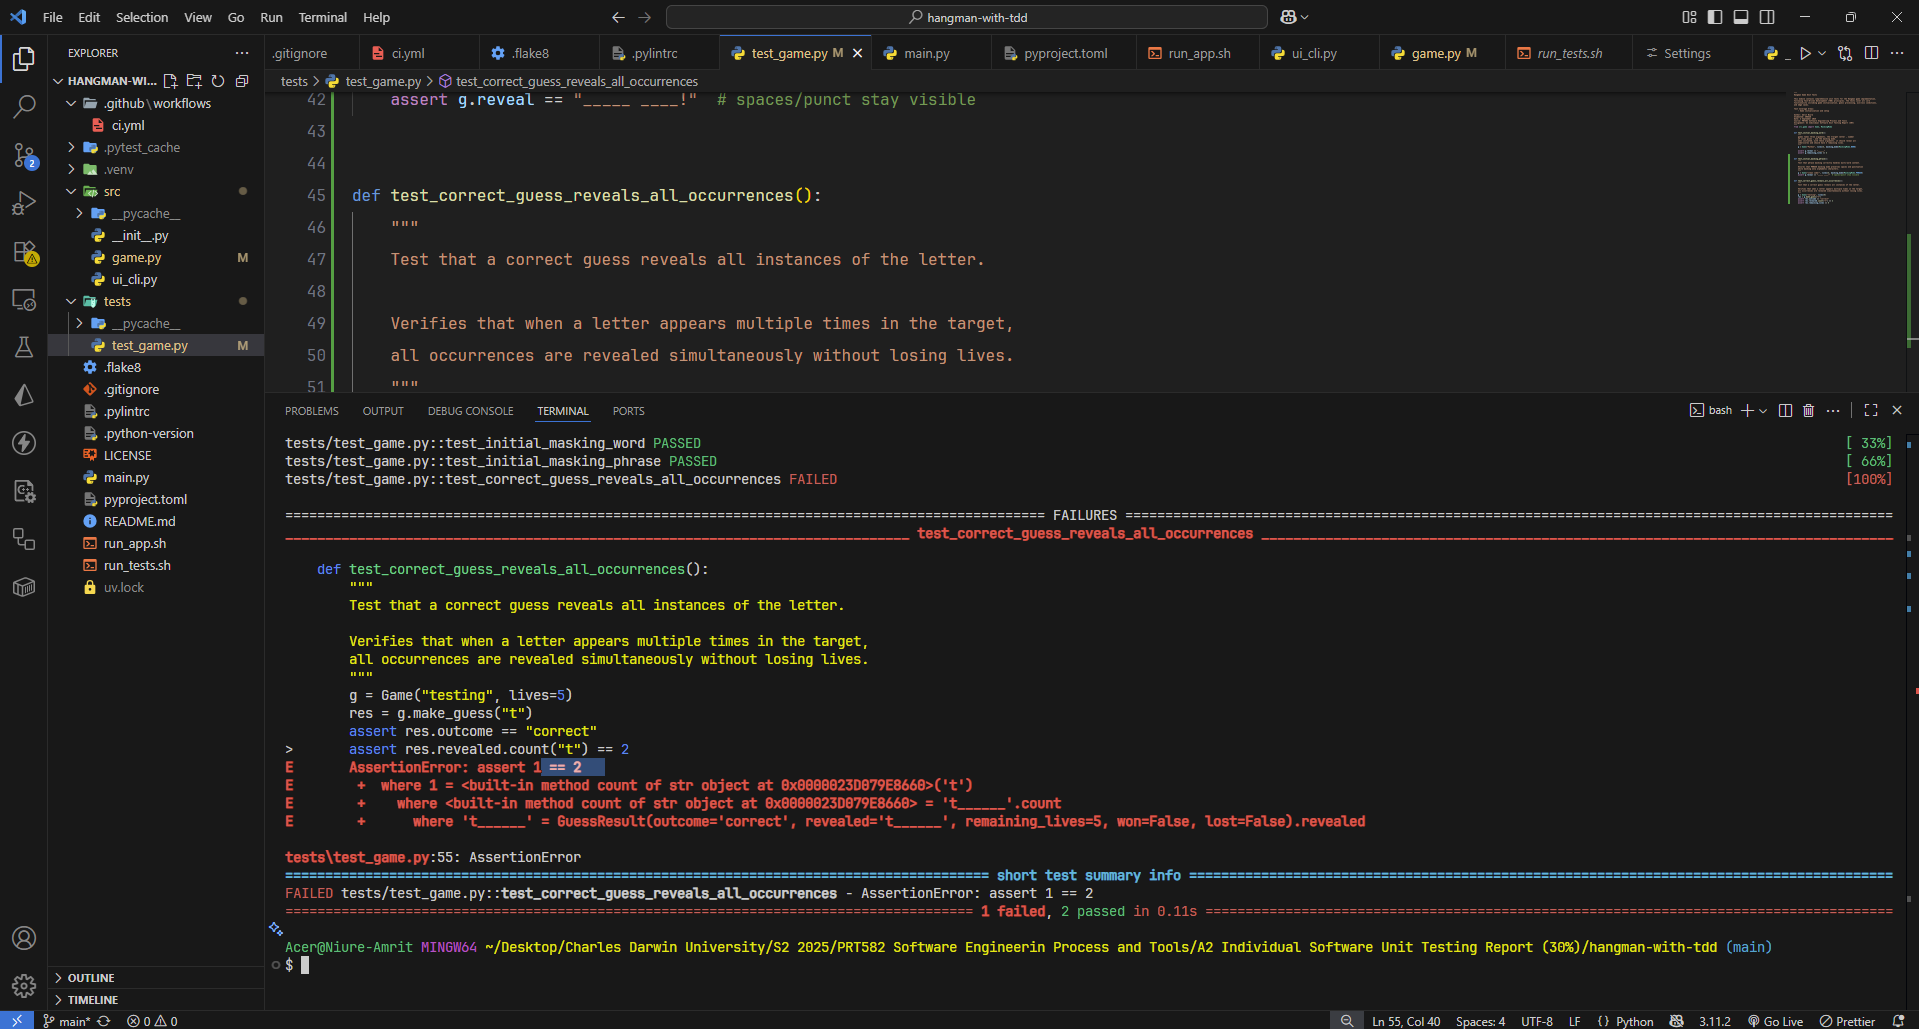 File Edit Selection View Go Run Terminal Help
hangman-with-tdd
EXPLORER
HANGMAN-WI...
.github\workflows
ci.yml
.pytest_cache
.venv
src
__pycache__
__init__.py
game.py M
ui_cli.py
tests
__pycache__
test_game.py M
.flake8
.gitignore
.pylintrc
.python-version
LICENSE
main.py
pyproject.toml
README.md
run_app.sh
run_tests.sh
uv.lock
OUTLINE
TIMELINE
2
.gitignore ci.yml .flake8 .pylintrc test_game.py M main.py pyproject.toml run_app.sh ui_cli.py game.py M run_tests.sh Settings
tests > test_game.py > test_correct_guess_reveals_all_occurrences
42 assert g.reveal == "_____ ____!" # spaces/punct stay visible
43
44
45 def test_correct_guess_reveals_all_occurrences():
46 """
47 Test that a correct guess reveals all instances of the letter.
48
49 Verifies that when a letter appears multiple times in the target,
50 all occurrences are revealed simultaneously without losing lives.
51 """
PROBLEMS OUTPUT DEBUG CONSOLE TERMINAL PORTS
bash
tests/test_game.py::test_initial_masking_word PASSED [ 33%]
tests/test_game.py::test_initial_masking_phrase PASSED [ 66%]
tests/test_game.py::test_correct_guess_reveals_all_occurrences FAILED [100%]
FAILURES
test_correct_guess_reveals_all_occurrences
def test_correct_guess_reveals_all_occurrences():
"""
Test that a correct guess reveals all instances of the letter.
Verifies that when a letter appears multiple times in the target,
all occurrences are revealed simultaneously without losing lives.
"""
g = Game("testing", lives=5)
res = g.make_guess("t")
assert res.outcome == "correct"
> assert res.revealed.count("t") == 2
E AssertionError: assert 1 == 2
E + where 1 = <built-in method count of str object at 0x0000023D079E8660>('t')
E + where <built-in method count of str object at 0x0000023D079E8660> = 't______'.count
E + where 't______' = GuessResult(outcome='correct', revealed='t______', remaining_lives=5, won=False, lost=False).revealed
tests\test_game.py:55: AssertionError
short test summary info
FAILED tests/test_game.py::test_correct_guess_reveals_all_occurrences - AssertionError: assert 1 == 2
1 failed, 2 passed in 0.11s
Acer@Niure-Amrit MINGW64 ~/Desktop/Charles Darwin University/S2 2025/PRT582 Software Engineerin Process and Tools/A2 Individual Software Unit Testing Report (30%)/hangman-with-tdd (main)
$
main* 0 0 Ln 55, Col 40 Spaces: 4 UTF-8 LF Python 3.11.2 Go Live Prettier